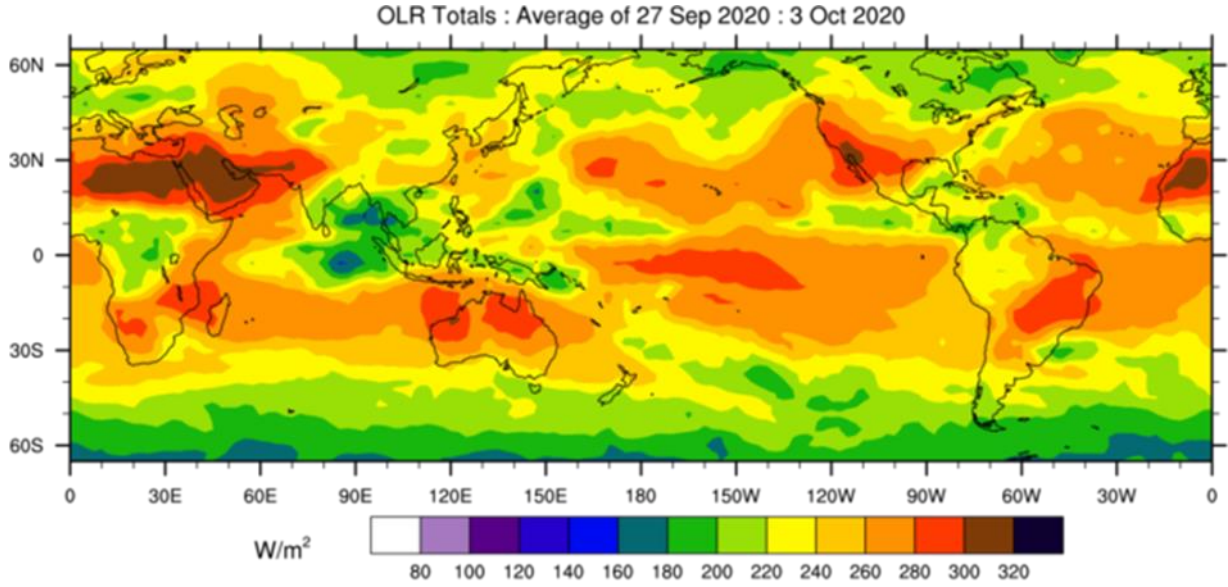 OLR Totals : Average of 27 Sep 2020 : 3 Oct 2020
60N
30N
0
30S
60S
0 30E 60E 90E 120E 150E 180 150W 120W 90W 60W 30W 0
W/m²
80 100 120 140 160 180 200 220 240 260 280 300 320